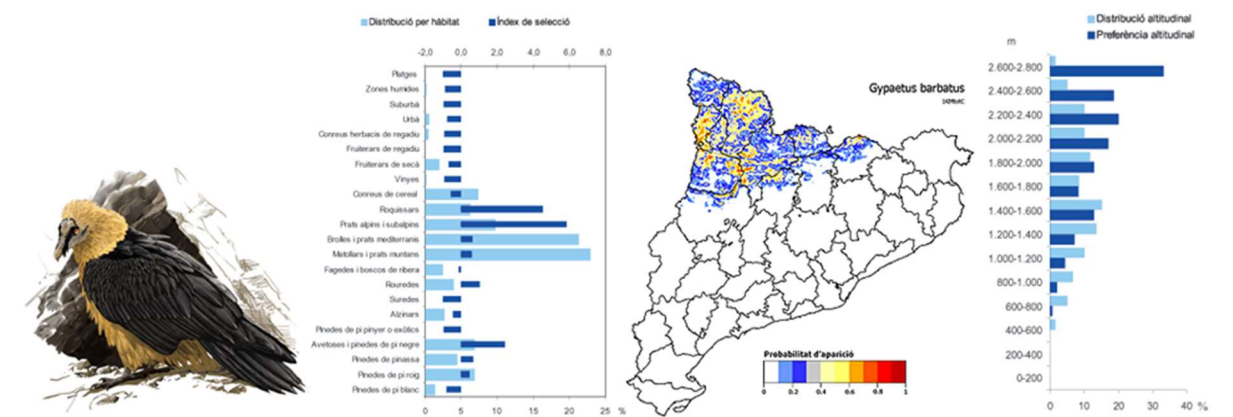 Distribució per hàbitat
Índex de selecció
-2,0 0,0 2,0 4,0 6,0 8,0
Platges
Zones humides
Suburbà
Urbà
Conreus herbacis de regadiu
Fruiterars de regadiu
Fruiterars de secà
Vinyes
Conreus de cereal
Roquissars
Prats alpins i subalpins
Brolles i prats mediterranis
Matollars i prats muntans
Fagedes i boscos de ribera
Rouredes
Suredes
Alzinars
Pinedes de pi pinyer o exòtics
Avetoses i pinedes de pi negre
Pinedes de pinassa
Pinedes de pi roig
Pinedes de pi blanc
0 5 10 15 20 25 %
Gypaetus barbatus
Probabilitat d'aparició
0 0.2 0.4 0.6 0.8 1
Distribució altitudinal
Preferència altitudinal
m
2.600-2.800
2.400-2.600
2.200-2.400
2.000-2.200
1.800-2.000
1.600-1.800
1.400-1.600
1.200-1.400
1.000-1.200
800-1.000
600-800
400-600
200-400
0-200
0 10 20 30 40 %